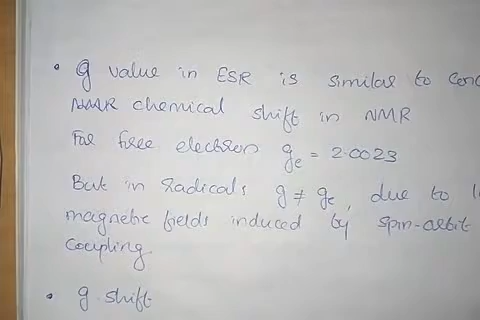 • g value in ESR is similar to conc
chemical shift in NMR
For free electron ge = 2.0023
But in radicals g ≠ ge, due to l
magnetic fields induced by spin-orbit
coupling
• g-shift